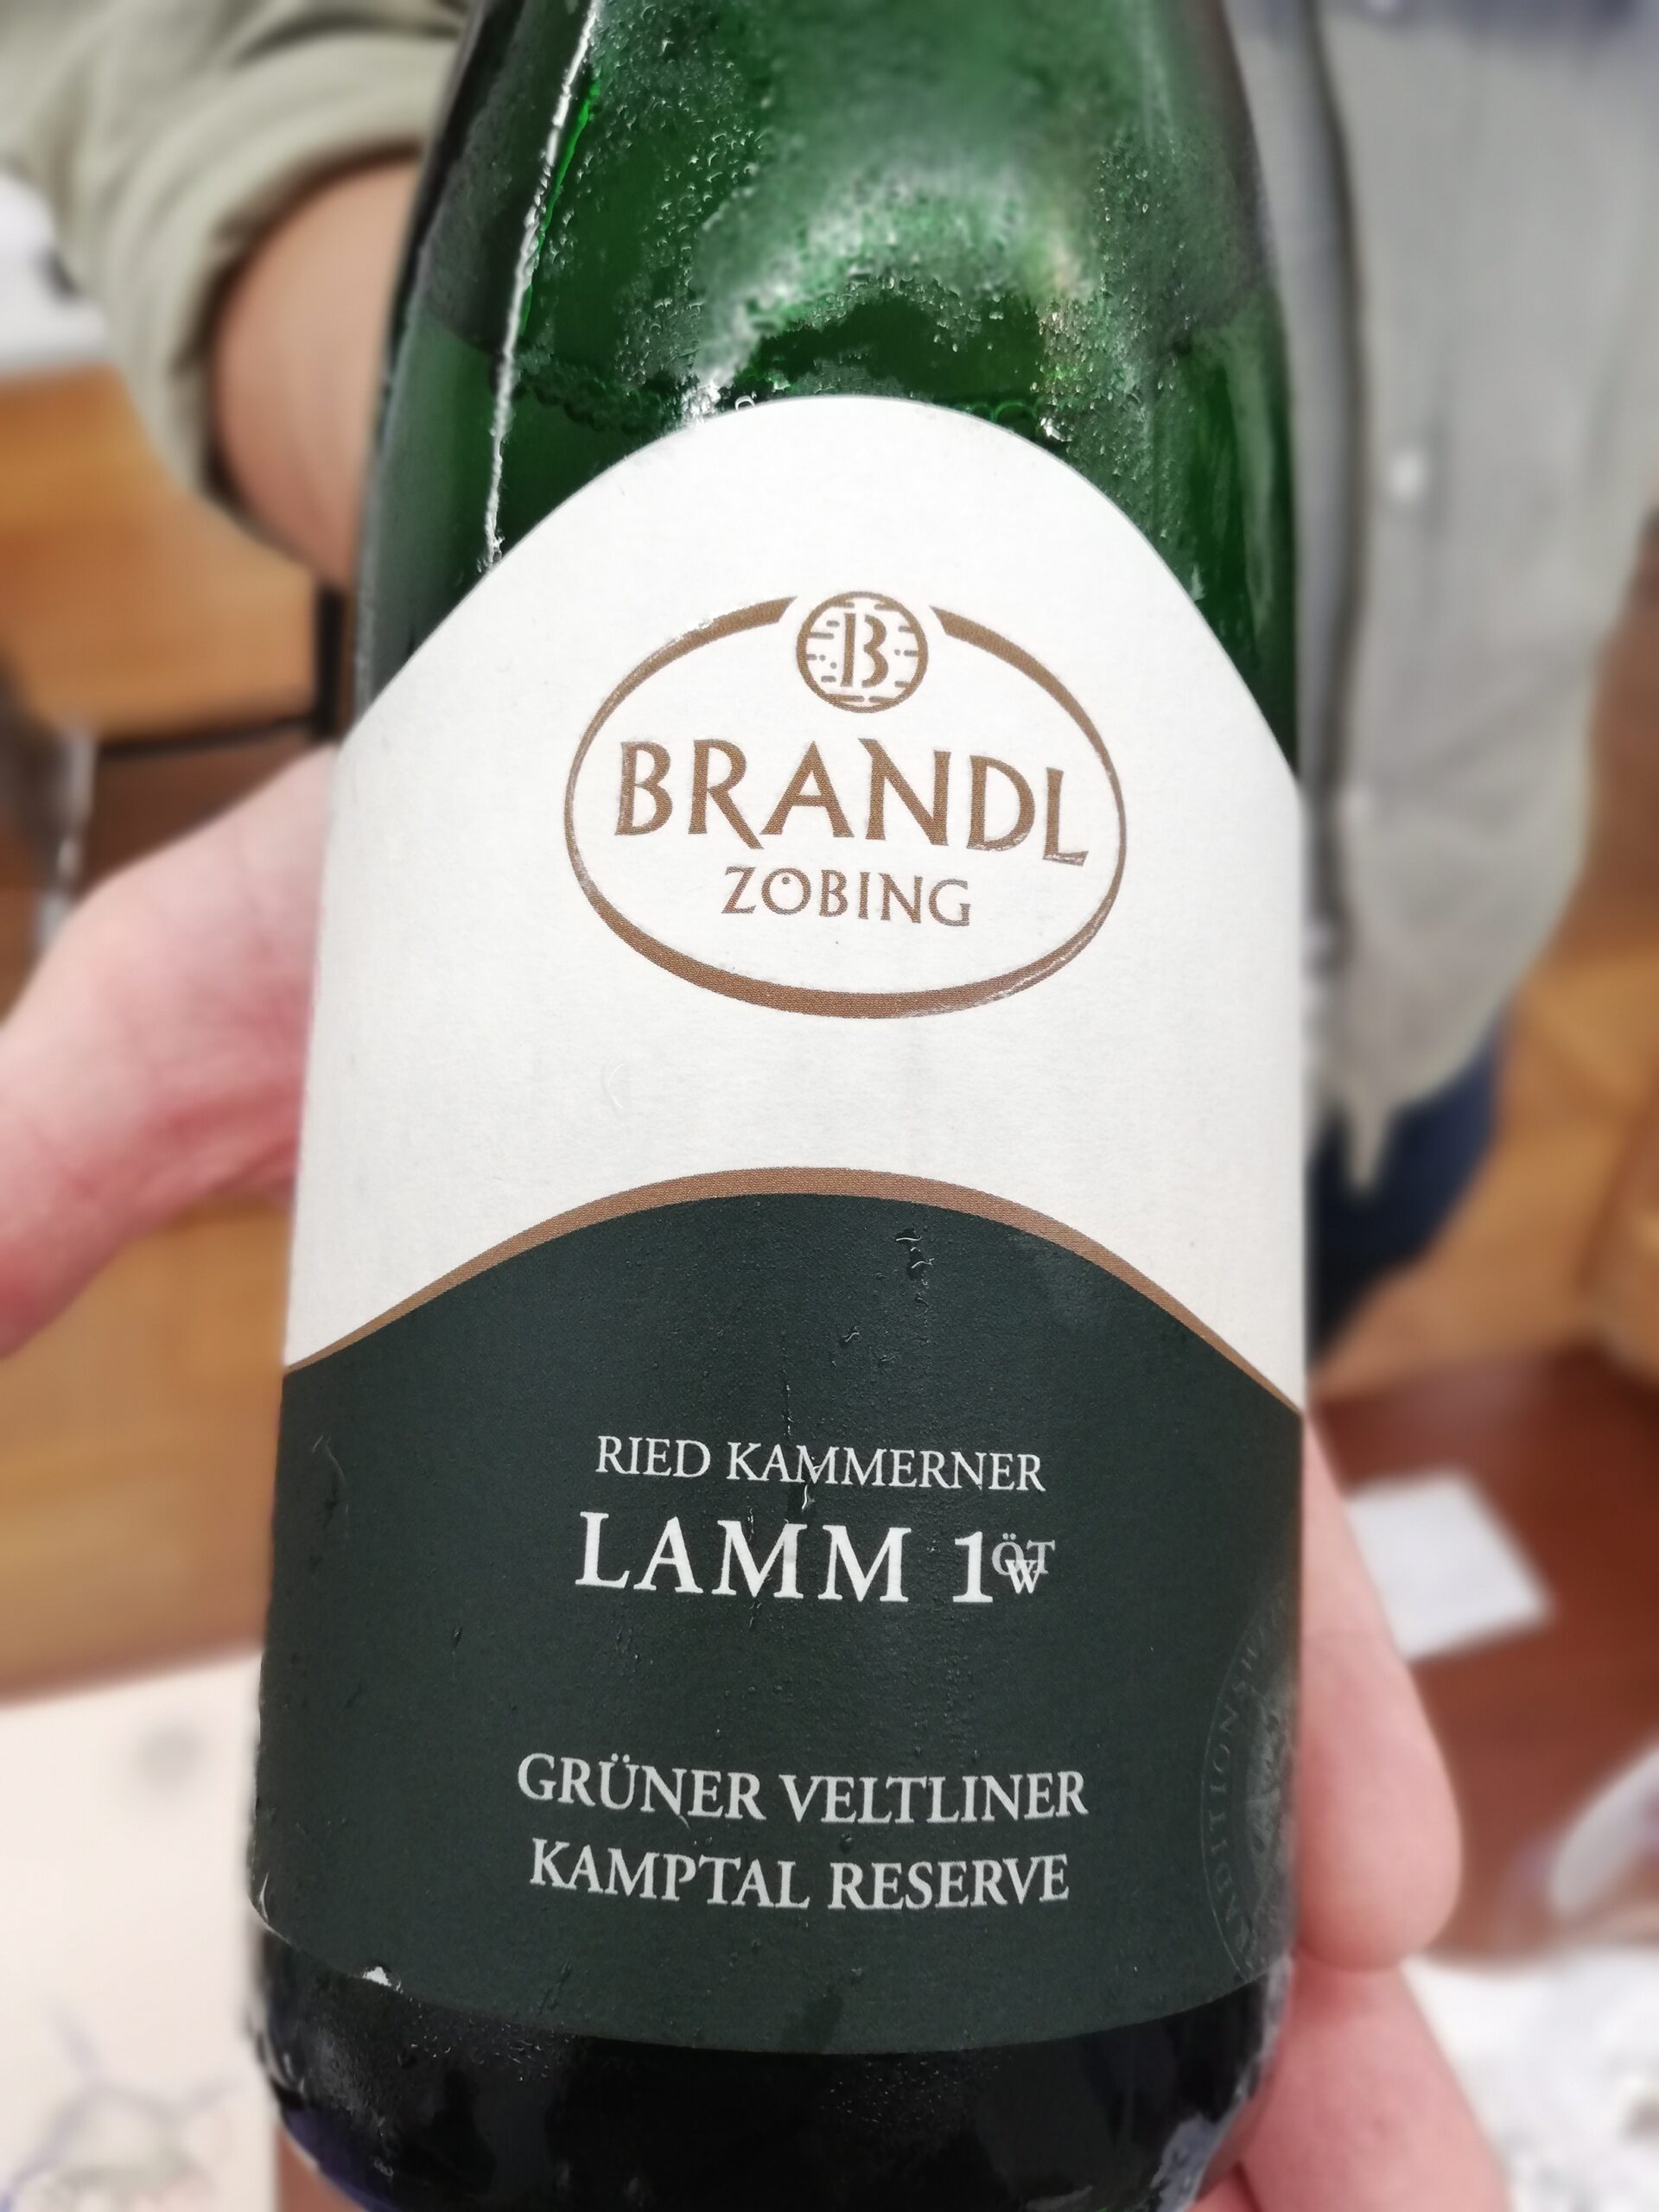 B
BRANDL
ZÖBING
RIED KAMMERNER
LAMM 1ÖTW
GRÜNER VELTLINER
KAMPTAL RESERVE